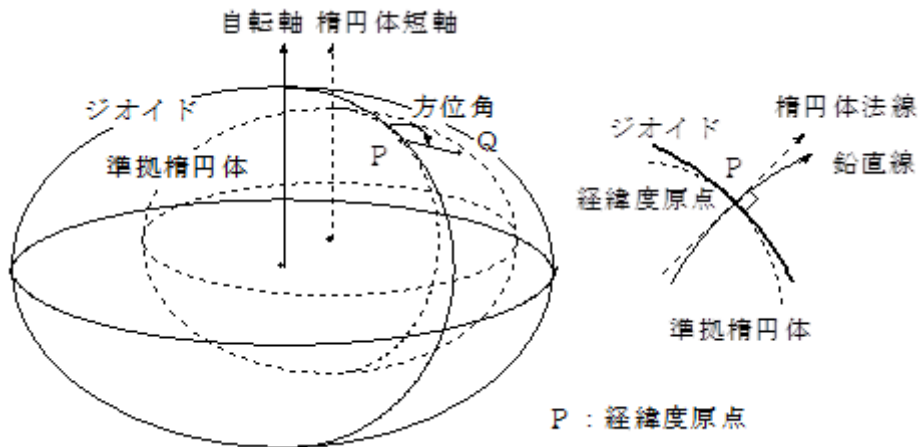 自転軸 楕円体短軸
ジオイド
方位角
Q
P
準拠楕円体
楕円体法線
ジオイド
P
鉛直線
経緯度原点
準拠楕円体
P：経緯度原点